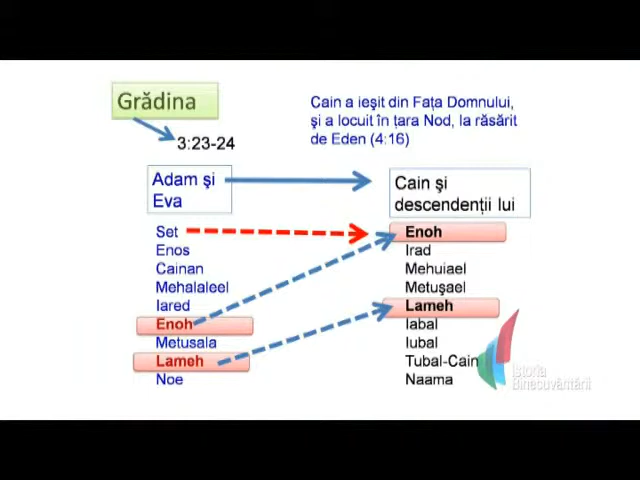 Grădina
3:23-24
Cain a ieşit din Faţa Domnului,
şi a locuit în ţara Nod, la răsărit
de Eden (4:16)
Adam şi
Eva
Set
Enos
Cainan
Mehalaleel
Iared
Enoh
Metusala
Lameh
Noe
Cain şi
descendenţii lui
Enoh
Irad
Mehuiael
Metuşael
Lameh
Iabal
Iubal
Tubal-Cain
Naama
Istoria
Binecuvântării